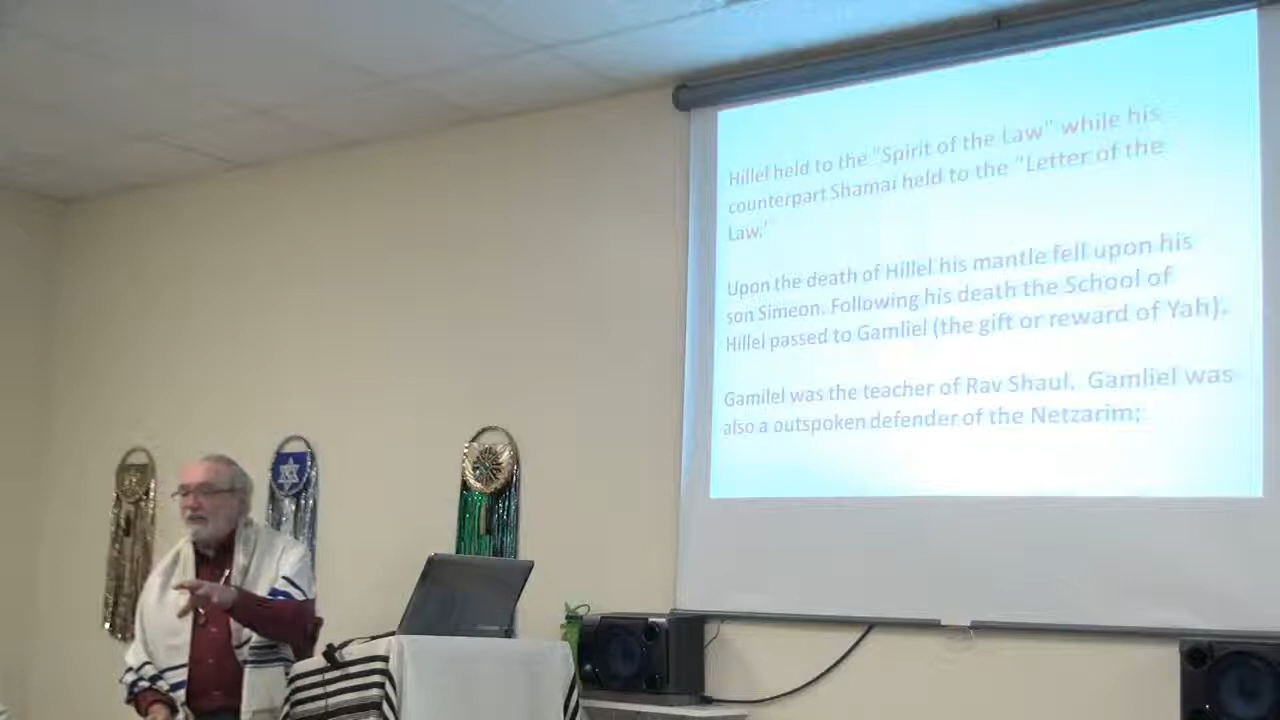 Hillel held to the "Spirit of the Law" while his
counterpart Shamai held to the "Letter of the
Law.'
Upon the death of Hillel his mantle fell upon his
son Simeon. Following his death the School of
Hillel passed to Gamliel (the gift or reward of Yah).
Gamilel was the teacher of Rav Shaul. Gamliel was
also a outspoken defender of the Netzarim;